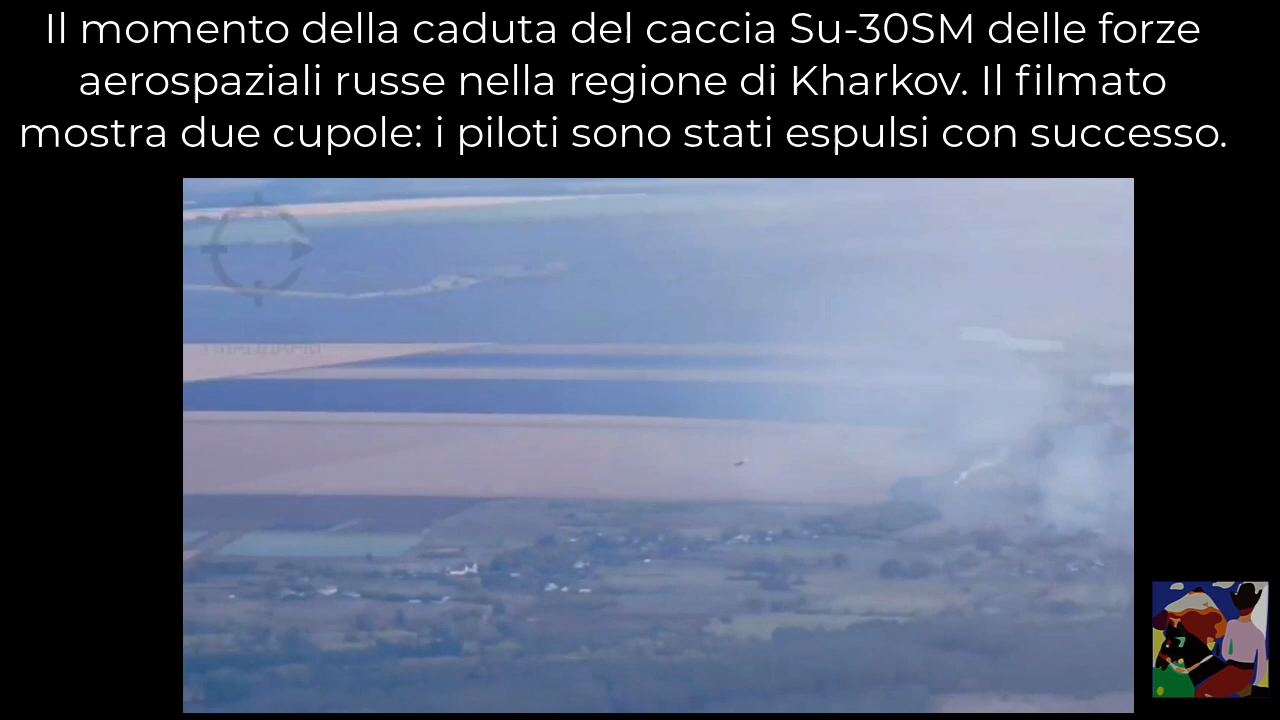 Il momento della caduta del caccia Su-30SM delle forze
aerospaziali russe nella regione di Kharkov. Il filmato
mostra due cupole: i piloti sono stati espulsi con successo.